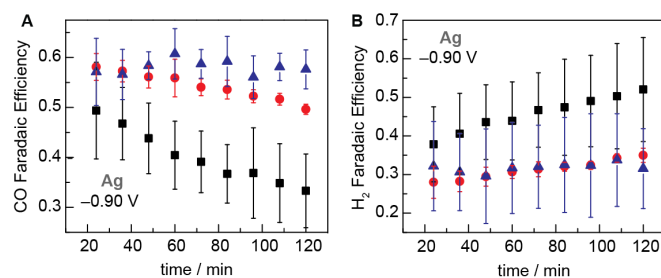 A
CO Faradaic Efficiency
0.6
0.5
0.4
0.3
Ag
–0.90 V
20 40 60 80 100 120
time / min
B
H2 Faradaic Efficiency
0.7
0.6
0.5
0.4
0.3
0.2
Ag
–0.90 V
20 40 60 80 100 120
time / min